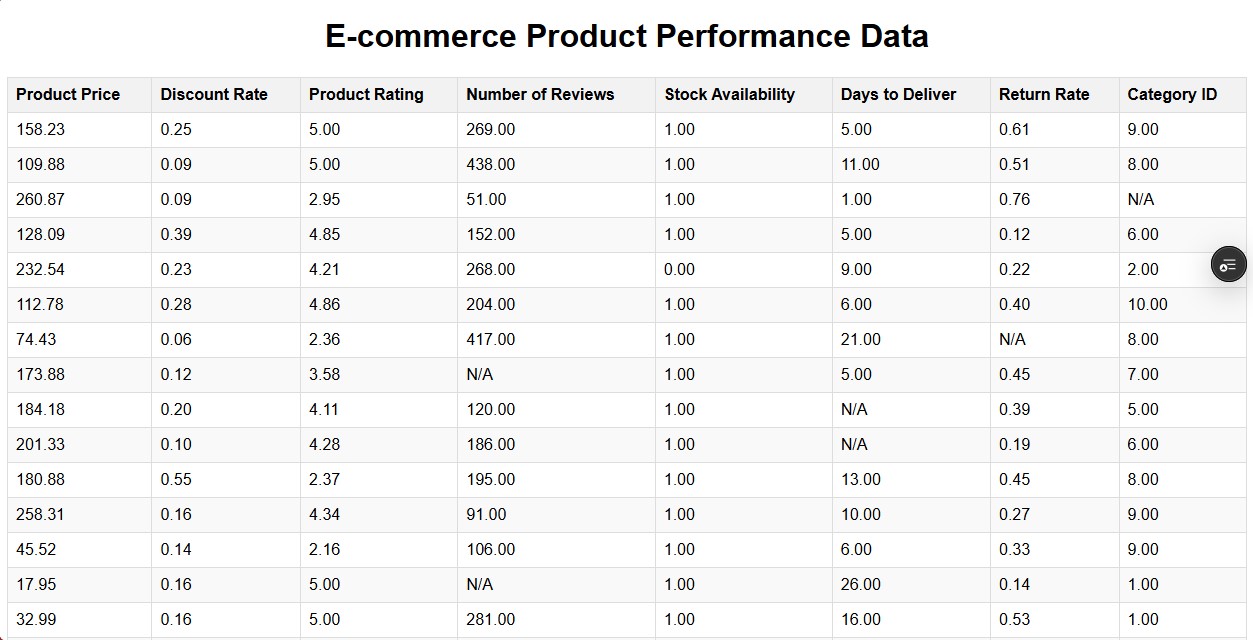 E-commerce Product Performance Data
Product Price Discount Rate Product Rating Number of Reviews Stock Availability Days to Deliver Return Rate Category ID
158.23 0.25 5.00 269.00 1.00 5.00 0.61 9.00
109.88 0.09 5.00 438.00 1.00 11.00 0.51 8.00
260.87 0.09 2.95 51.00 1.00 1.00 0.76 N/A
128.09 0.39 4.85 152.00 1.00 5.00 0.12 6.00
232.54 0.23 4.21 268.00 0.00 9.00 0.22 2.00
112.78 0.28 4.86 204.00 1.00 6.00 0.40 10.00
74.43 0.06 2.36 417.00 1.00 21.00 N/A 8.00
173.88 0.12 3.58 N/A 1.00 5.00 0.45 7.00
184.18 0.20 4.11 120.00 1.00 N/A 0.39 5.00
201.33 0.10 4.28 186.00 1.00 N/A 0.19 6.00
180.88 0.55 2.37 195.00 1.00 13.00 0.45 8.00
258.31 0.16 4.34 91.00 1.00 10.00 0.27 9.00
45.52 0.14 2.16 106.00 1.00 6.00 0.33 9.00
17.95 0.16 5.00 N/A 1.00 26.00 0.14 1.00
32.99 0.16 5.00 281.00 1.00 16.00 0.53 1.00